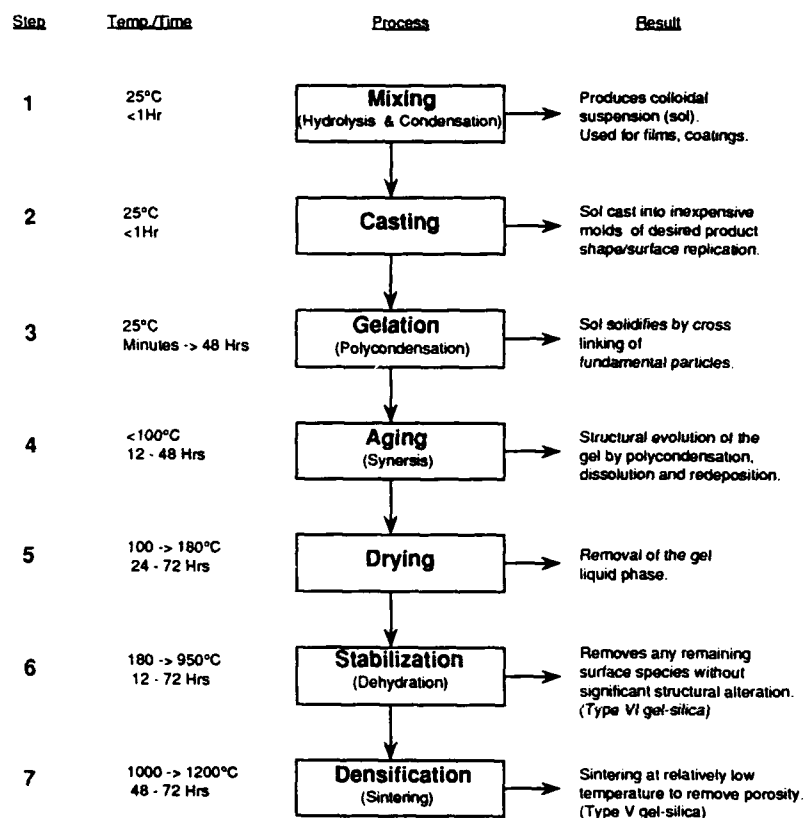 Step Temp./Time Process Result
1
25°C
<1Hr
Mixing
(Hydrolysis & Condensation)
Produces colloidal
suspension (sol).
Used for films, coatings.
2
25°C
<1Hr
Casting
Sol cast into inexpensive
molds of desired product
shape/surface replication.
3
25°C
Minutes -> 48 Hrs
Gelation
(Polycondensation)
Sol solidifies by cross
linking of
fundamental particles.
4
<100°C
12 - 48 Hrs
Aging
(Synersis)
Structural evolution of the
gel by polycondensation,
dissolution and redeposition.
5
100 -> 180°C
24 - 72 Hrs
Drying
Removal of the gel
liquid phase.
6
180 -> 950°C
12 - 72 Hrs
Stabilization
(Dehydration)
Removes any remaining
surface species without
significant structural alteration.
(Type VI gel-silica)
7
1000 -> 1200°C
48 - 72 Hrs
Densification
(Sintering)
Sintering at relatively low
temperature to remove porosity.
(Type V gel-silica)